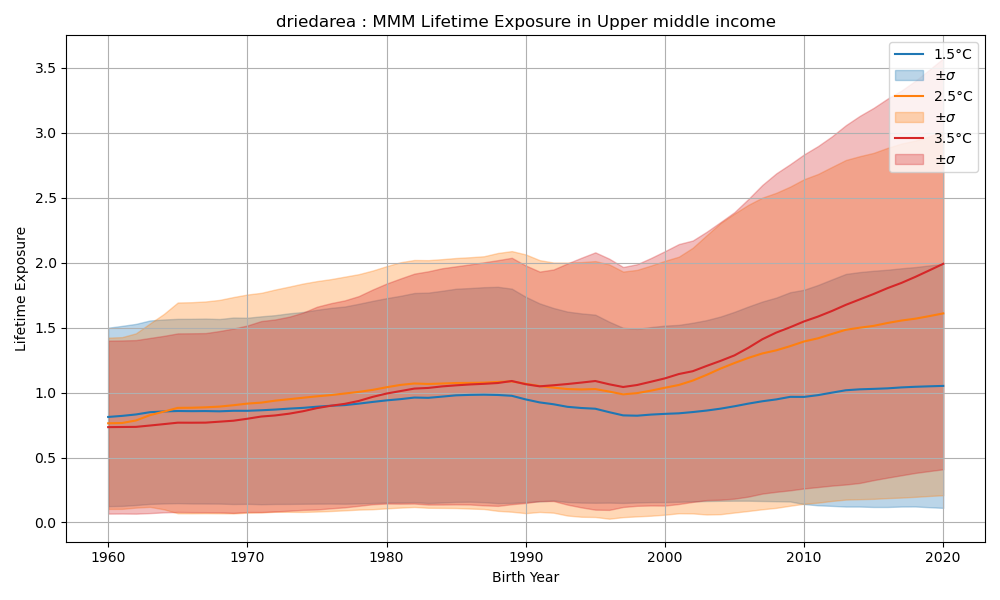 driedarea : MMM Lifetime Exposure in Upper middle income
1.5°C
±σ
2.5°C
±σ
3.5°C
±σ
Lifetime Exposure
3.5
3.0
2.5
2.0
1.5
1.0
0.5
0.0
1960 1970 1980 1990 2000 2010 2020
Birth Year